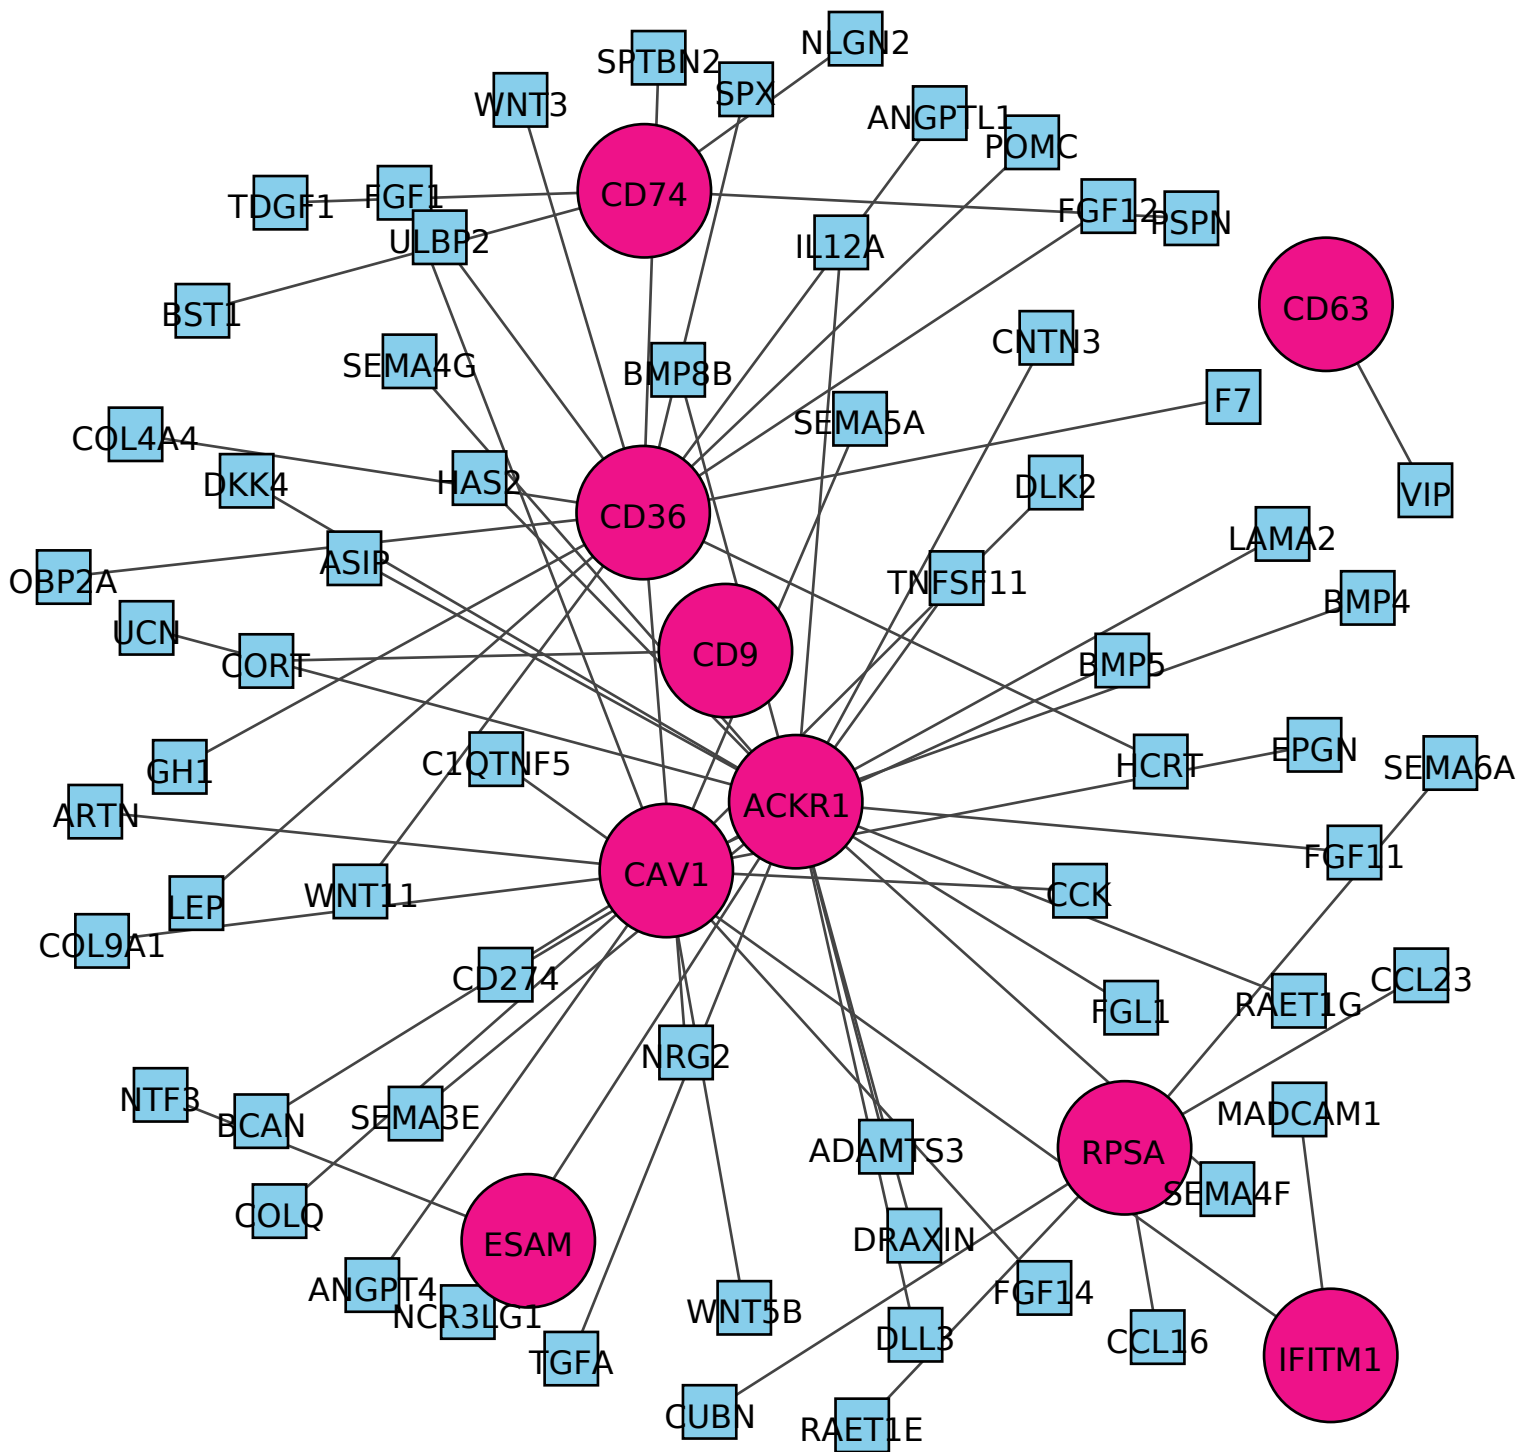 NLGN2
SPTBN2
SPX
WNT3
ANGPTL1
POMC
CD74
FGF1
TDGF1
FGF12
PSPN
ULBP2
IL12A
BST1
CD63
CNTN3
SEMA4G
BMP8B
F7
SEMA5A
COL4A4
HAS2
DKK4
DLK2
VIP
CD36
LAMA2
ASIP
OBP2A
TNFSF11
BMP4
UCN
CORT
CD9
BMP5
EPGN
C1QTNF5
GH1
HCRT
SEMA6A
ACKR1
ARTN
FGF11
CAV1
WNT11
LEP
CCK
COL9A1
CD274
CCL23
RAET1G
FGL1
NRG2
NTF3
BCAN
SEMA3E
MADCAM1
ADAMTS3
RPSA
SEMA4F
COLQ
ESAM
DRAXIN
ANGPT4
NCR3LG1
FGF14
WNT5B
DLL3
CCL16
TGFA
IFITM1
CUBN
RAET1E